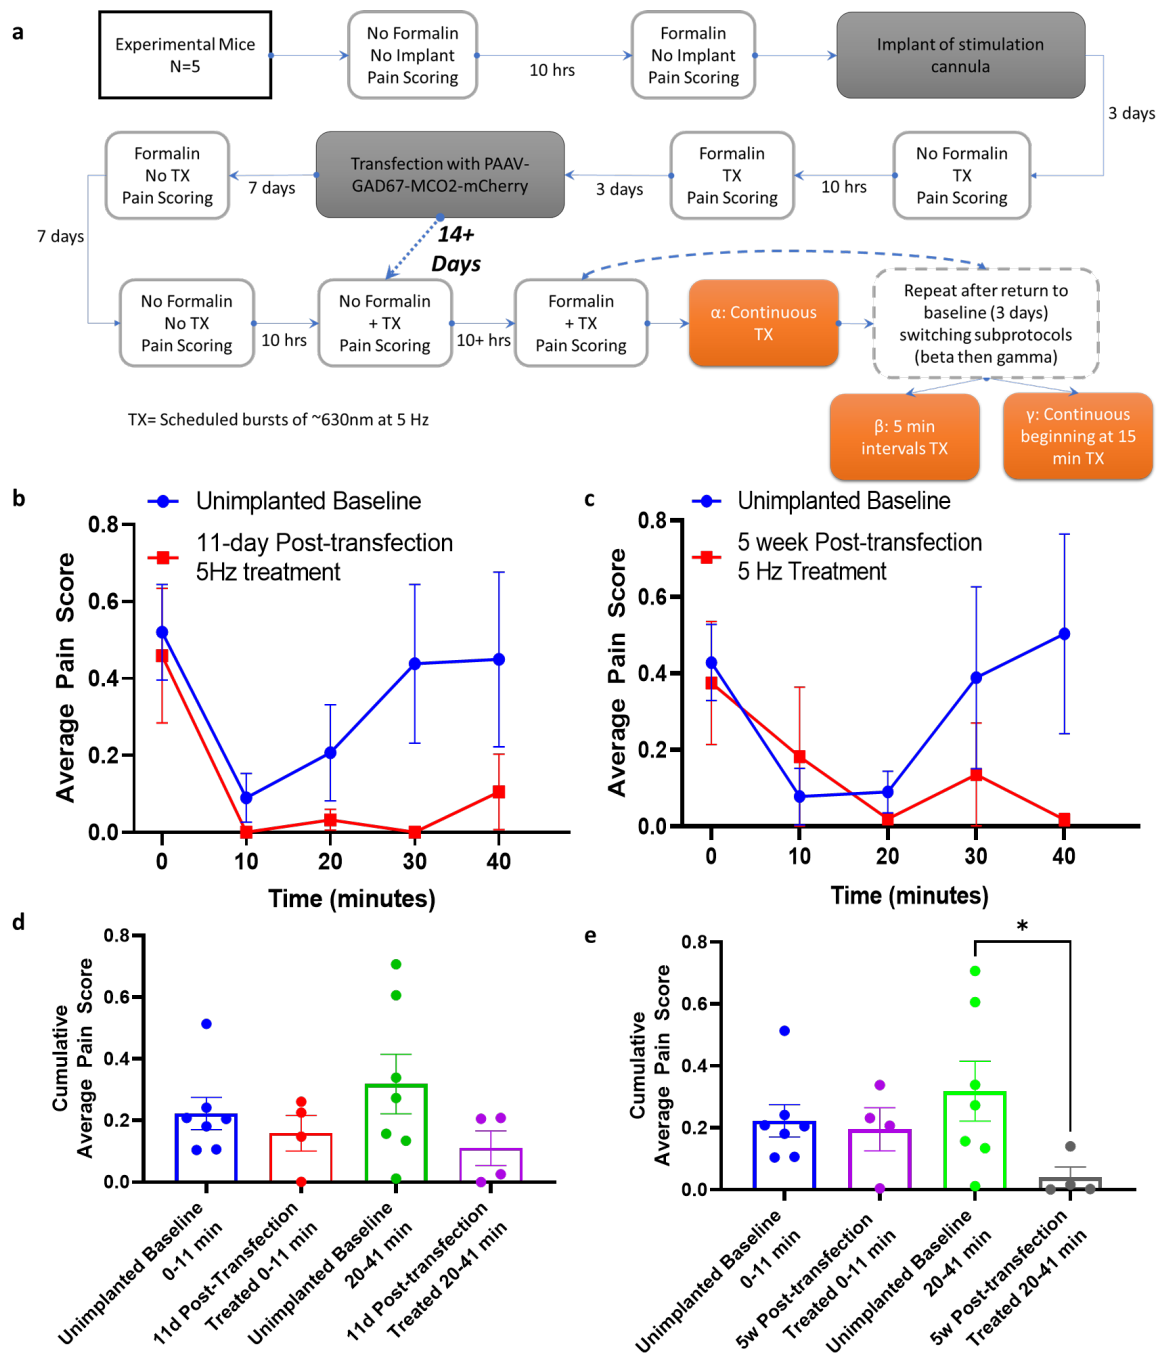 a
Experimental Mice
N=5
No Formalin
No Implant
Pain Scoring
10 hrs
Formalin
No Implant
Pain Scoring
Implant of stimulation
cannula
3 days
Formalin
No TX
Pain Scoring
7 days
Transfection with PAAV-
GAD67-MCO2-mCherry
3 days
Formalin
TX
Pain Scoring
10 hrs
No Formalin
TX
Pain Scoring
7 days
14+
Days
No Formalin
No TX
Pain Scoring
10 hrs
No Formalin
+ TX
Pain Scoring
10+ hrs
Formalin
+ TX
Pain Scoring
α: Continuous
TX
Repeat after return to
baseline (3 days)
switching subprotocols
(beta then gamma)
β: 5 min
intervals TX
γ: Continuous
beginning at 15
min TX
TX= Scheduled bursts of ~630nm at 5 Hz
b
Unimplanted Baseline
11-day Post-transfection
5Hz treatment
Average Pain Score
0.8
0.6
0.4
0.2
0.0
0 10 20 30 40
Time (minutes)
c
Unimplanted Baseline
5 week Post-transfection
5 Hz Treatment
Average Pain Score
0.8
0.6
0.4
0.2
0.0
0 10 20 30 40
Time (minutes)
d
Cumulative
Average Pain Score
0.8
0.6
0.4
0.2
0.0
Unimplanted Baseline
0-11 min
11d Post-Transfection
Treated 0-11 min
Unimplanted Baseline
20-41 min
11d Post-transfection
Treated 20-41 min
e
Cumulative
Average Pain Score
0.8
0.6
0.4
0.2
0.0
*
Unimplanted Baseline
0-11 min
5w Post-transfection
Treated 0-11 min
Unimplanted Baseline
20-41 min
5w Post-transfection
Treated 20-41 min